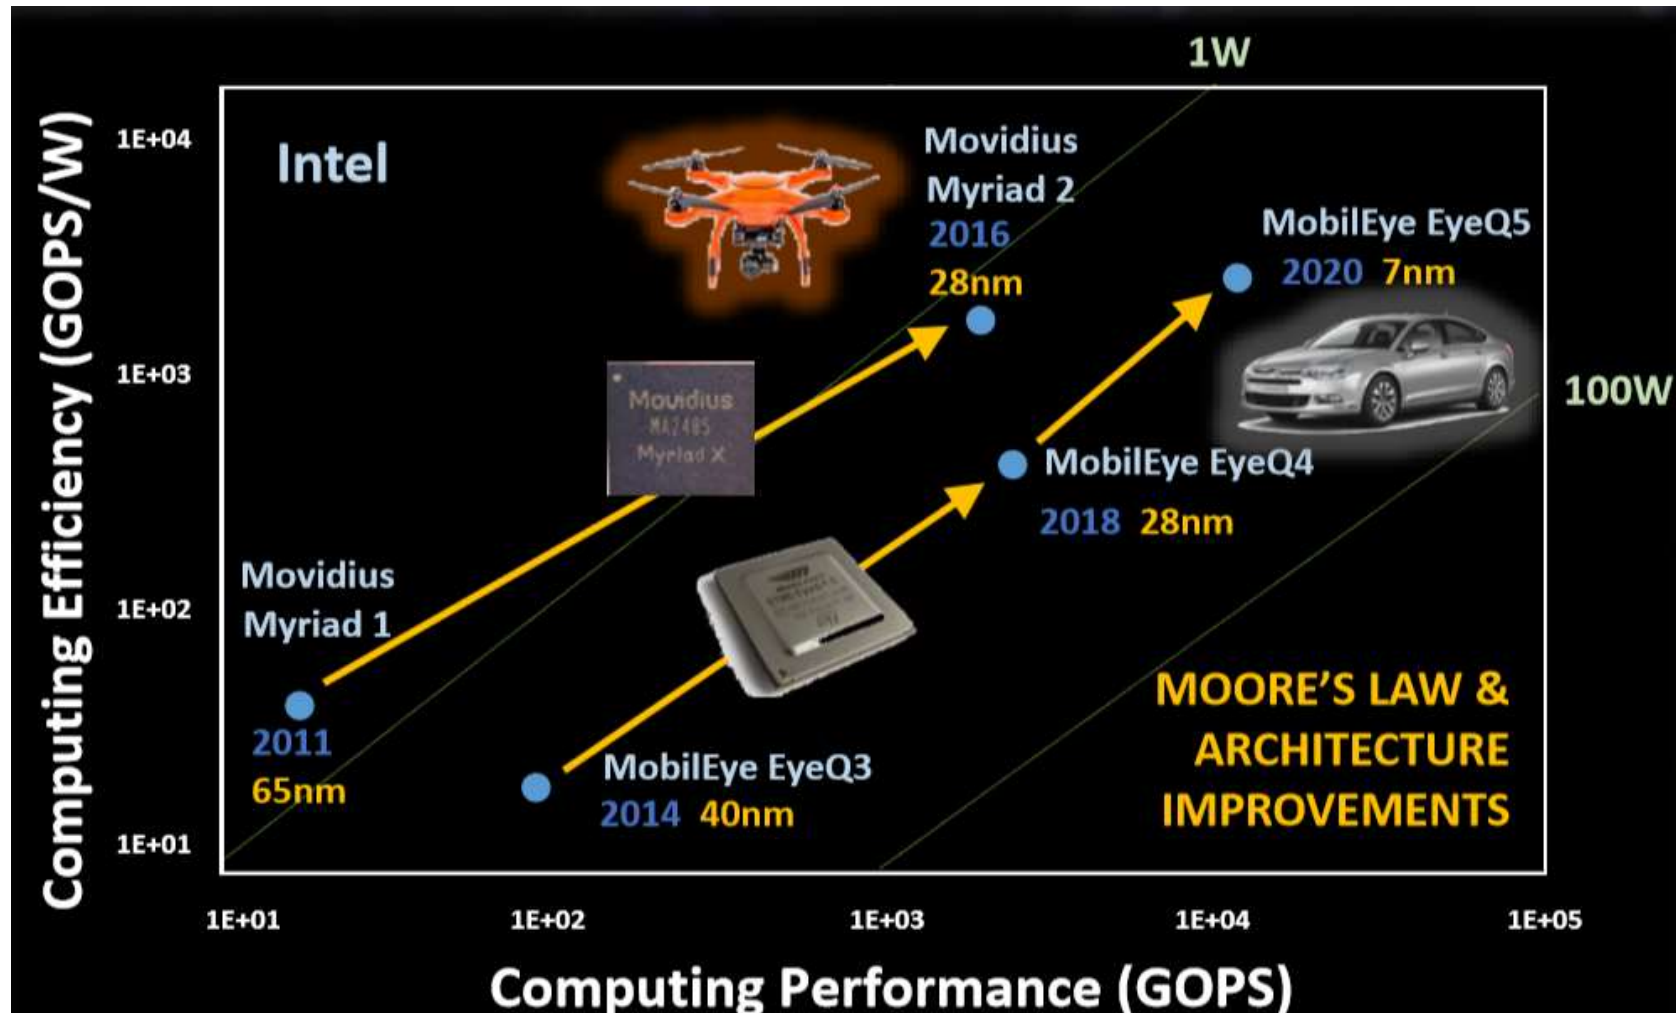 1W
1E+04
Intel
Movidius
Myriad 2
2016
28nm
MobilEye EyeQ5
2020 7nm
1E+03
100W
Movidius
MA2485
Myriad X
MobilEye EyeQ4
2018 28nm
Movidius
Myriad 1
1E+02
2011
65nm
MobilEye EyeQ3
2014 40nm
MOORE'S LAW &
ARCHITECTURE
IMPROVEMENTS
1E+01
Computing Efficiency (GOPS/W)
1E+01 1E+02 1E+03 1E+04 1E+05
Computing Performance (GOPS)